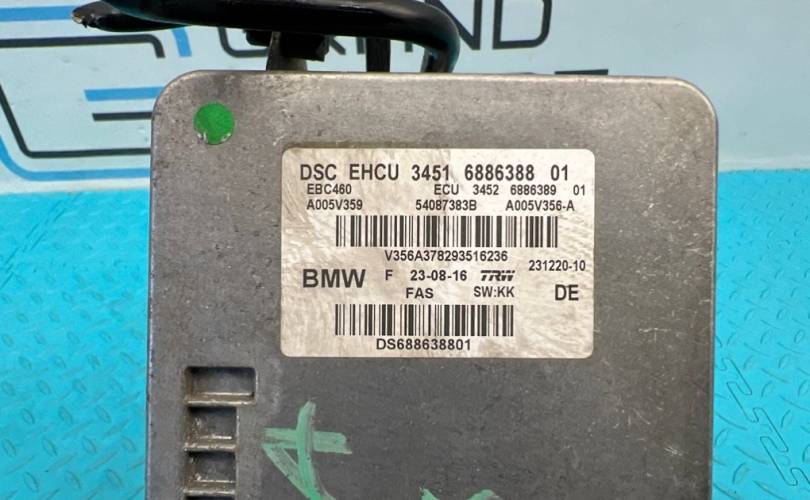 DSC EHCU 3451 6886388 01
EBC460 ECU 3452 6886389 01
A005V359 54087383B A005V356-A
V356A378293516236
BMW F 23-08-16 TRW 231220-10
FAS SW:KK DE
DS688638801